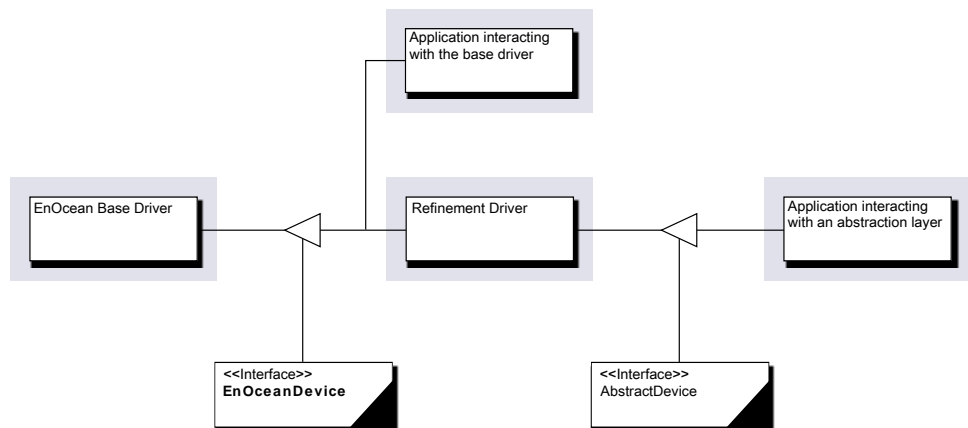 Application interacting
with the base driver
EnOcean Base Driver
Refinement Driver
Application interacting
with an abstraction layer
<<Interface>>
EnOceanDevice
<<Interface>>
AbstractDevice